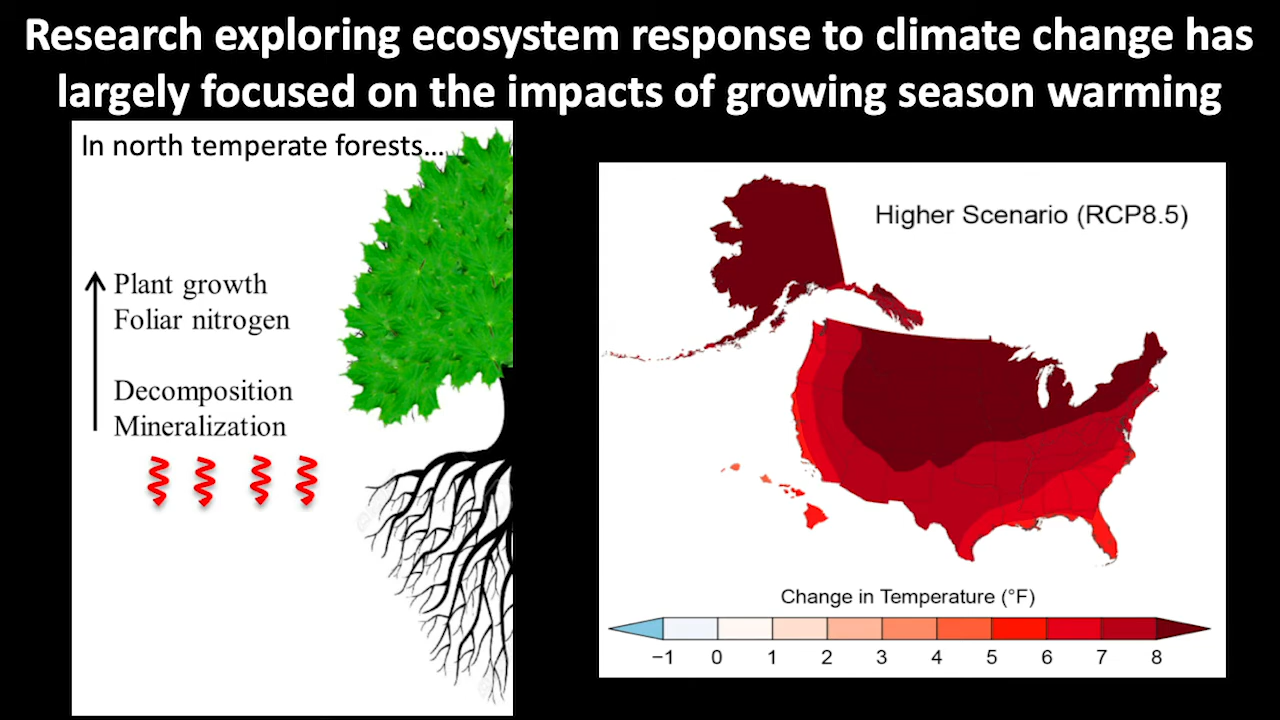 Research exploring ecosystem response to climate change has
largely focused on the impacts of growing season warming
In north temperate forests…
Plant growth
Foliar nitrogen
Decomposition
Mineralization
Higher Scenario (RCP8.5)
Change in Temperature (°F)
−1 0 1 2 3 4 5 6 7 8